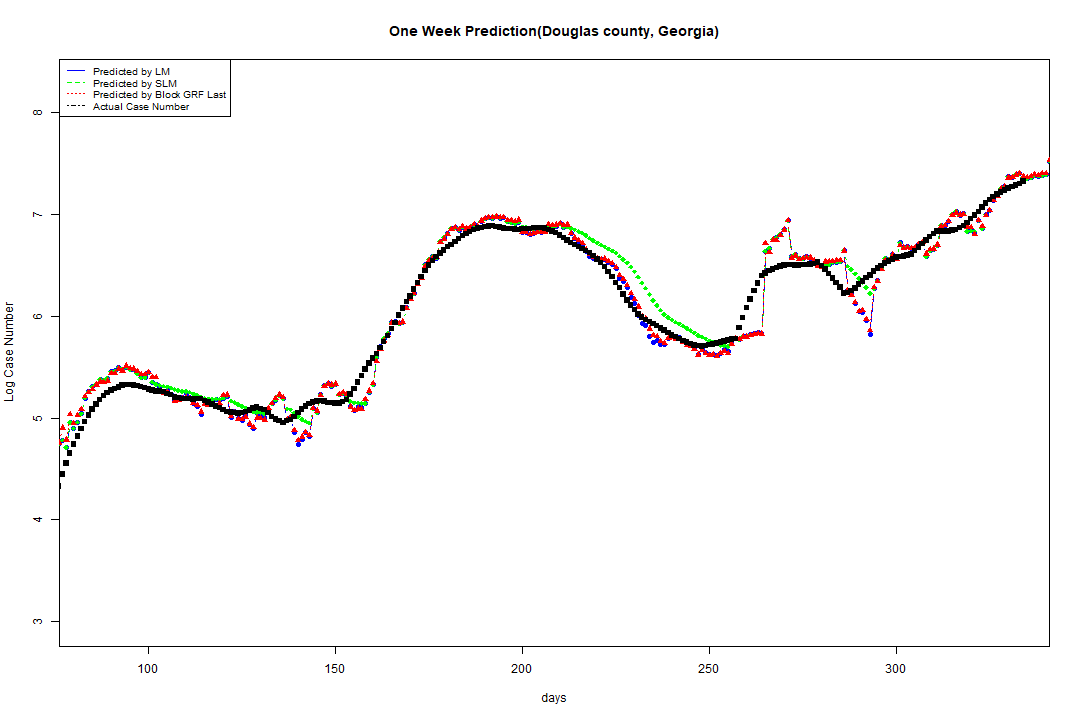 One Week Prediction(Douglas county, Georgia)
Predicted by LM
Predicted by SLM
Predicted by Block GRF Last
Actual Case Number
8
7
6
5
4
3
Log Case Number
100 150 200 250 300
days